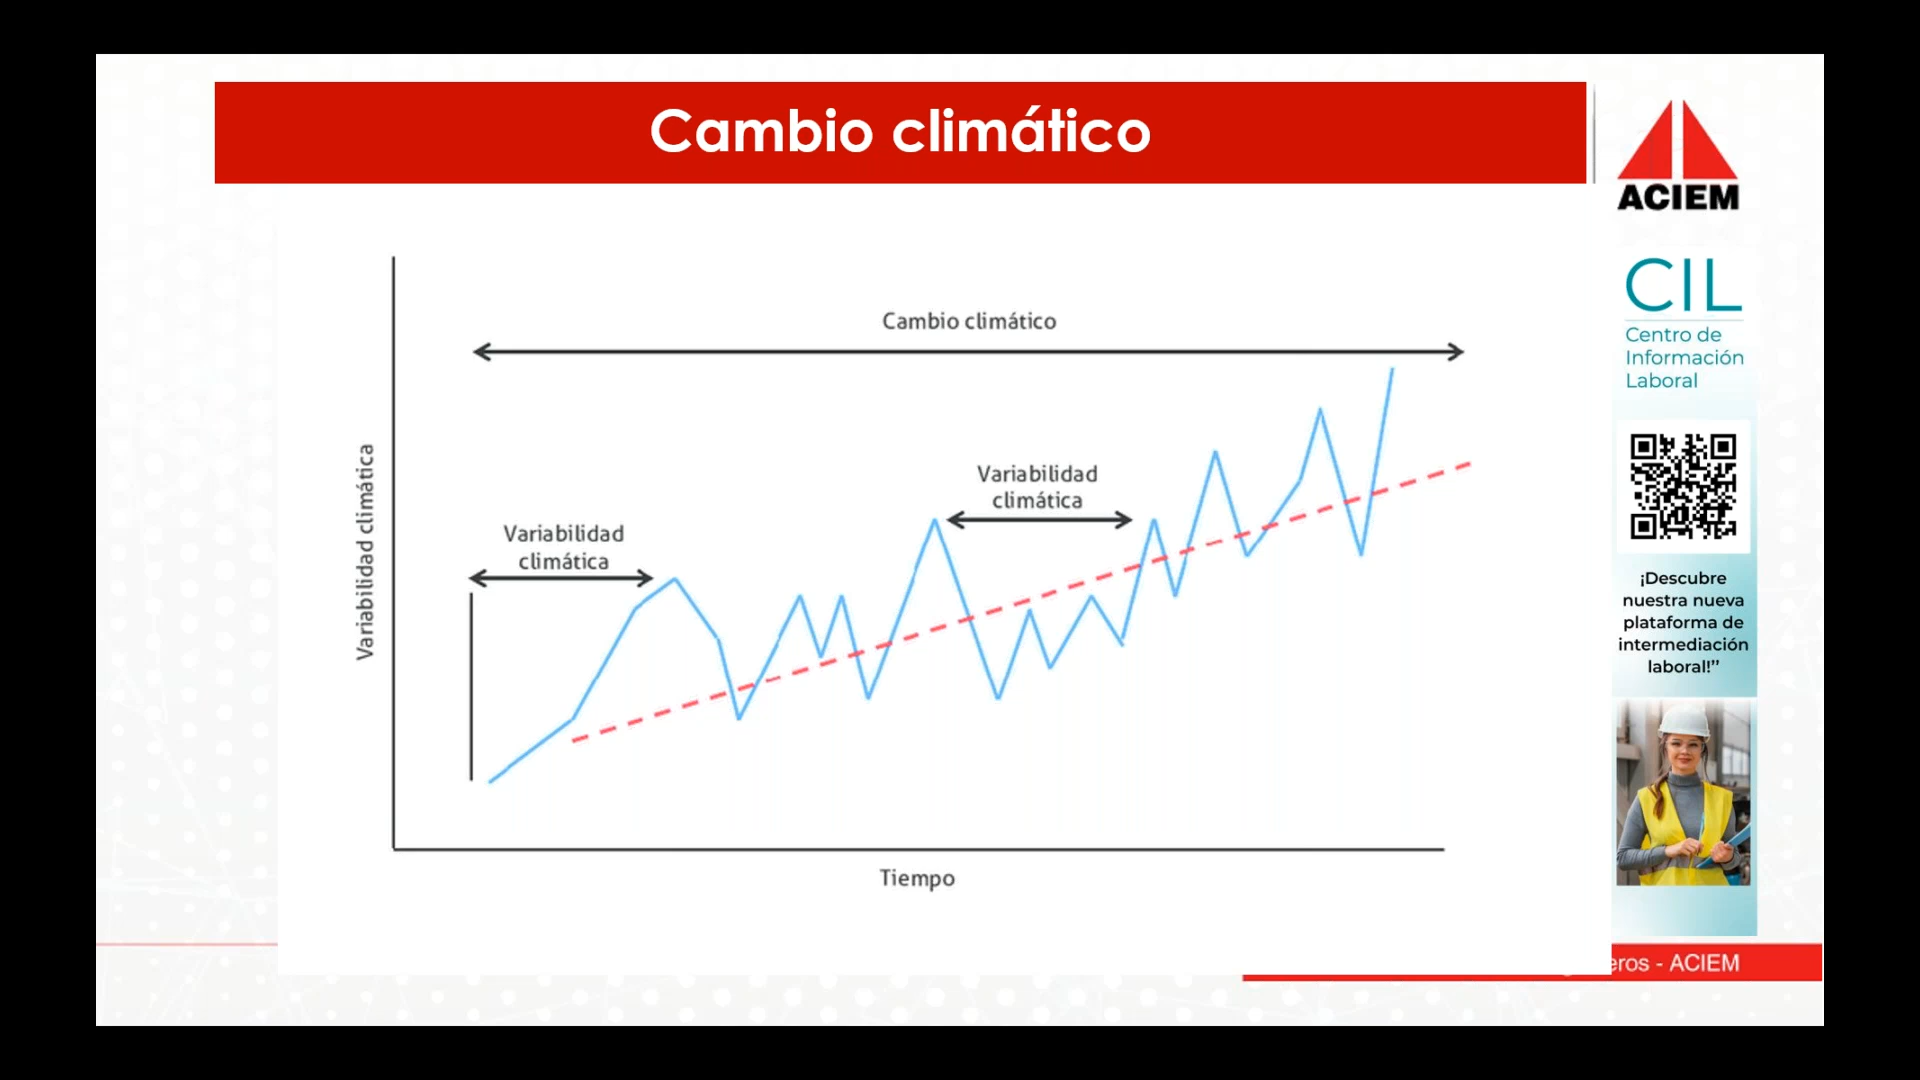 Cambio climático
ACIEM
CIL
Centro de
Información
Laboral
¡Descubre
nuestra nueva
plataforma de
intermediación
laboral!”
Cambio climático
Variabilidad
climática
Variabilidad
climática
Variabilidad climática
Tiempo
eros - ACIEM